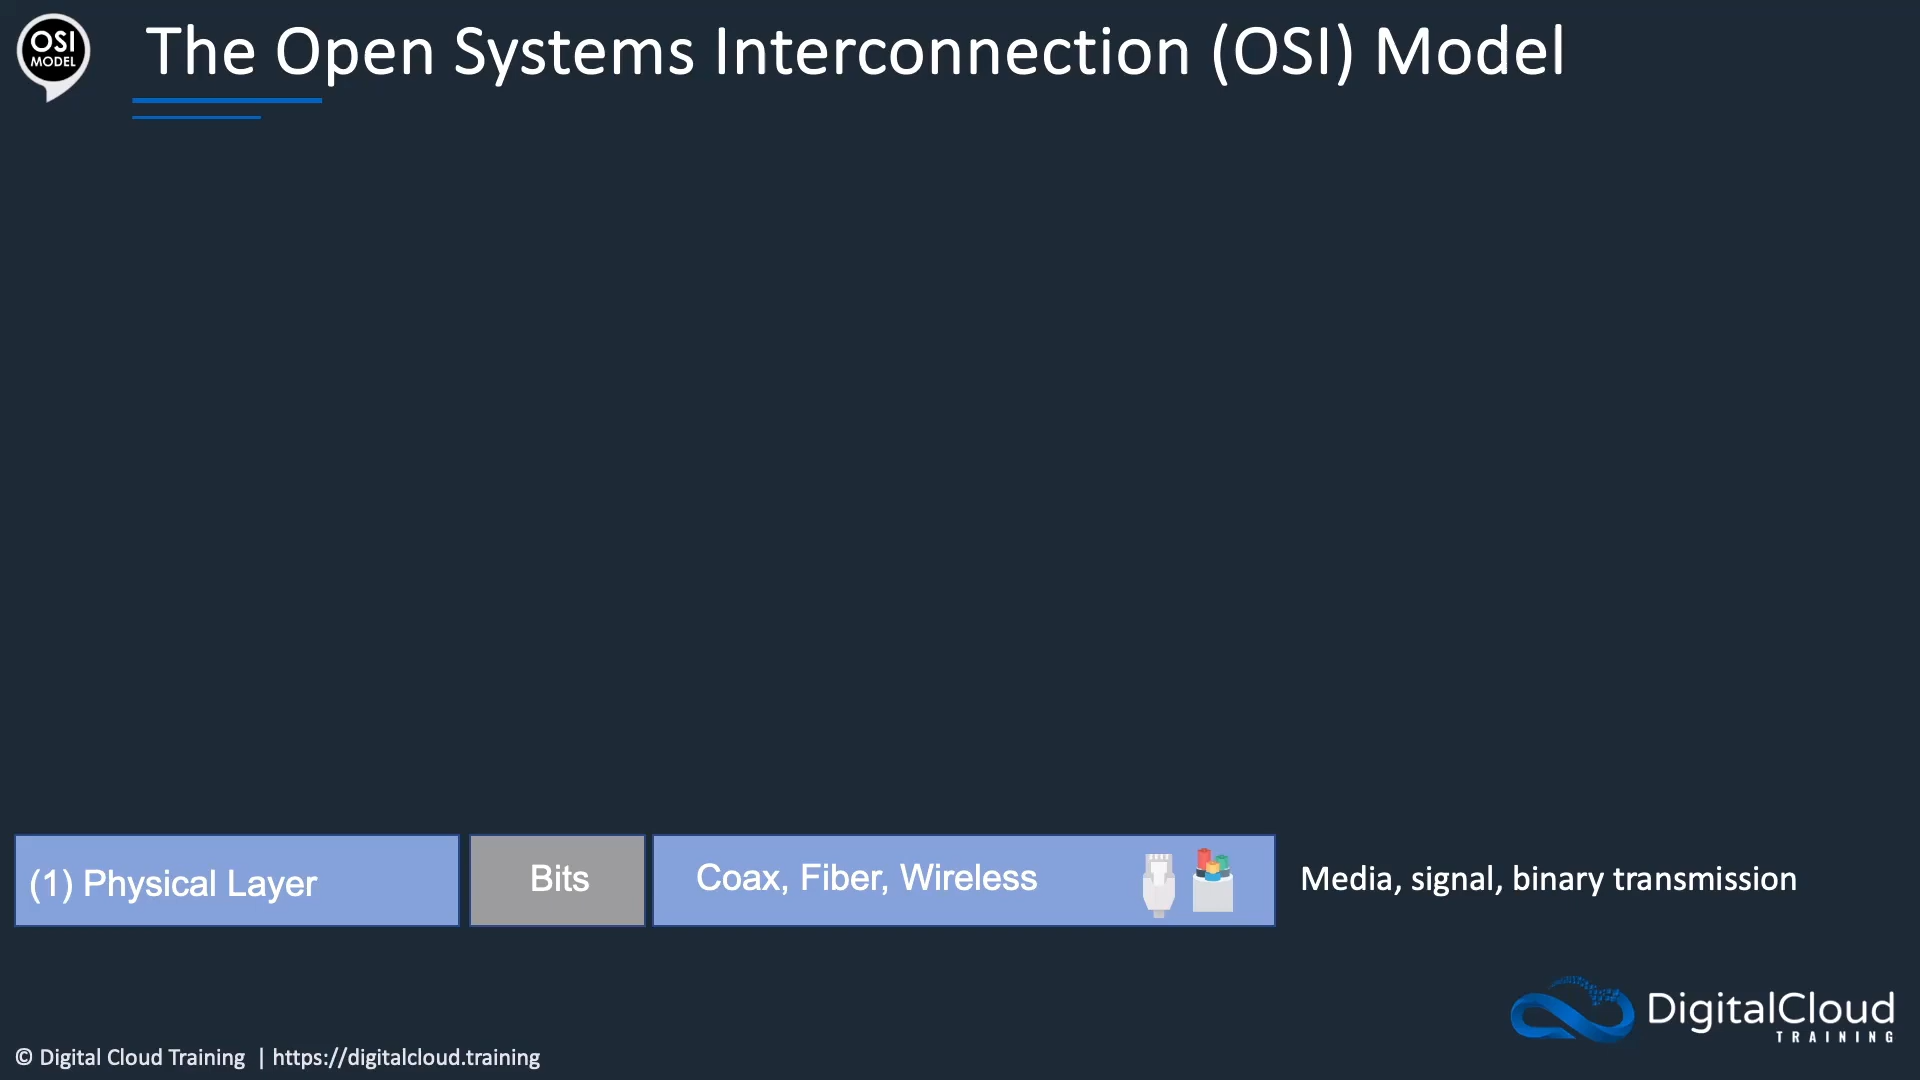 OSI
MODEL
The Open Systems Interconnection (OSI) Model
(1) Physical Layer
Bits
Coax, Fiber, Wireless
Media, signal, binary transmission
DigitalCloud
TRAINING
© Digital Cloud Training | https://digitalcloud.training